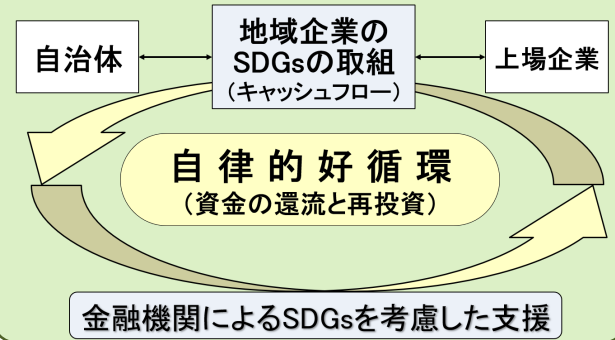 自治体
地域企業の
SDGsの取組
（キャッシュフロー）
上場企業
自律的好循環
（資金の還流と再投資）
金融機関によるSDGsを考慮した支援